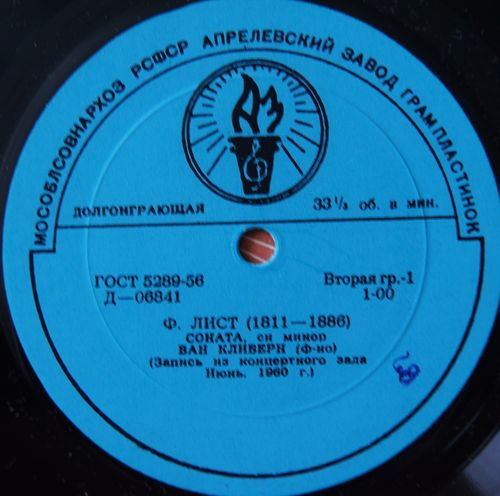 МОСОБЛСОВНАРХОЗ РСФСР АПРЕЛЕВСКИЙ ЗАВОД ГРАМПЛАСТИНОК
АЗ
ДОЛГОИГРАЮЩАЯ 33⅓ об. в мин.
ГОСТ 5289-56 Вторая гр.-1
Д—06841 1-00
Ф. ЛИСТ (1811—1886)
СОНАТА, си минор
ВАН КЛИБЕРН (ф-но)
(Запись из концертного зала
Июнь. 1960 г.)